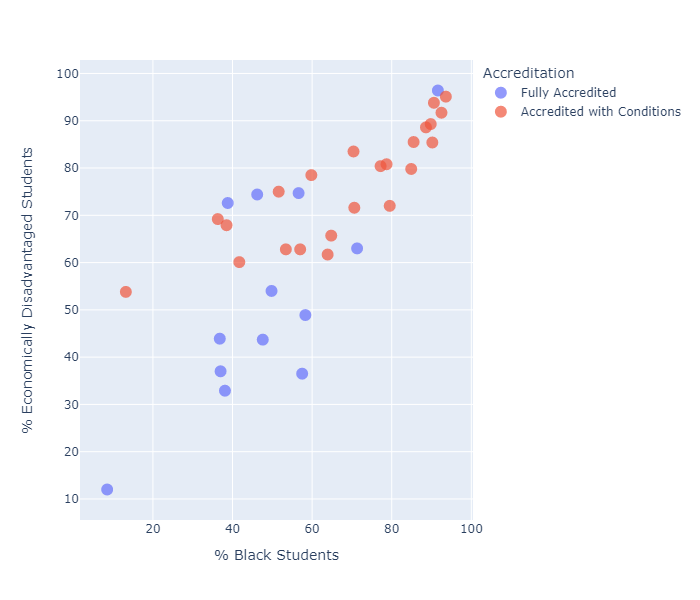 Accreditation
Fully Accredited
Accredited with Conditions
% Economically Disadvantaged Students
100
90
80
70
60
50
40
30
20
10
20 40 60 80 100
% Black Students